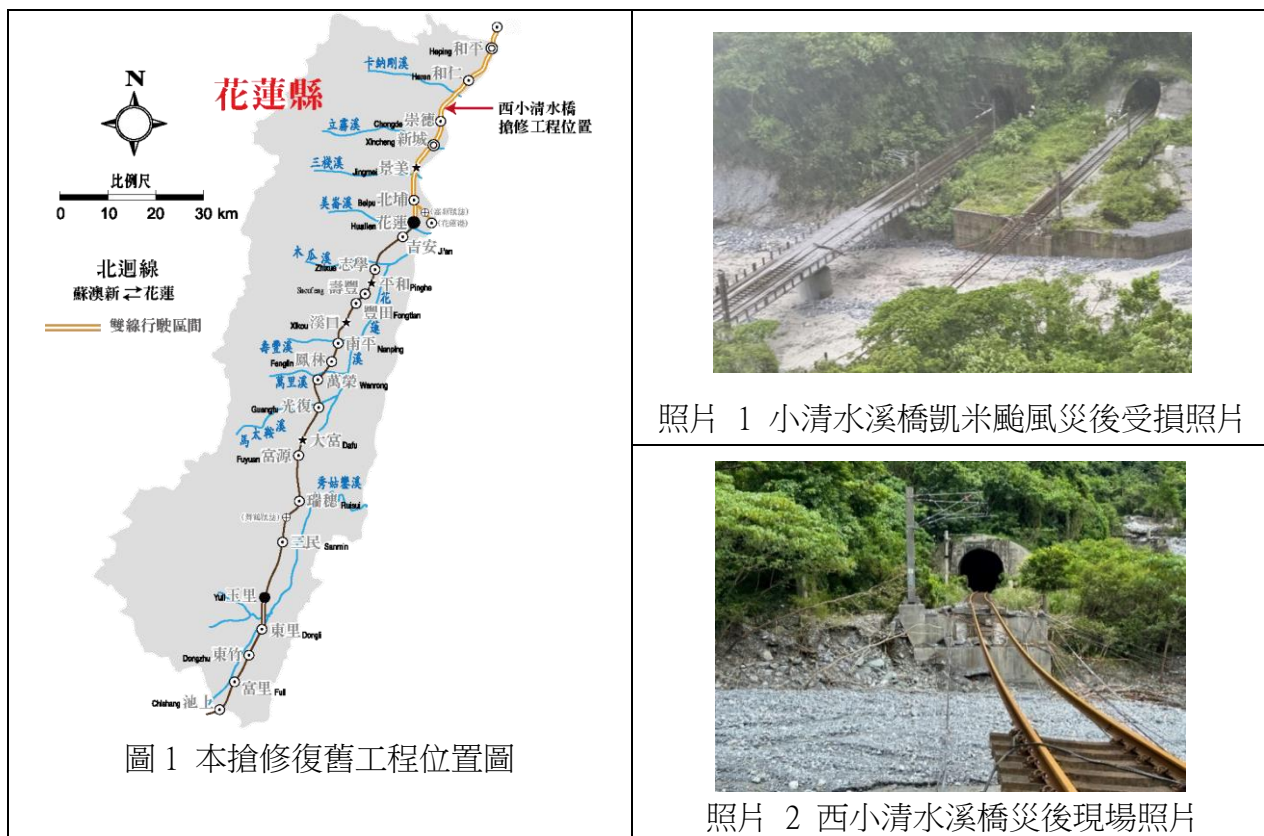 N
比例尺
0 10 20 30 km
北迴線
蘇澳新⇄花蓮
雙線行駛區間
花蓮縣
西小清水橋
搶修工程位置
Heping 和平
卡納剛溪
Heren 和仁
Chongde 崇德
立霧溪
Xincheng 新城
三棧溪
Jingmei 景美
美崙溪
Beipu 北埔
(花蓮港)
Hualien 花蓮
吉安 Ji'an
木瓜溪
Zhixue 志學
平和 Pinghe
壽豐
花蓮溪
豐田 Fongtian
Xikou 溪口
壽豐溪
南平 Nanping
Fenglin 鳳林
萬里溪
萬榮 Wanrong
Guangfu 光復
馬太鞍溪
大富 Dafu
Fuyuan 富源
秀姑巒溪
瑞穗 Ruisui
三民 Sanmin
Yuli 玉里
東里 Dongli
Dongzhu 東竹
富里 Fuli
Chishang 池上
圖 1 本搶修復舊工程位置圖
照片 1 小清水溪橋凱米颱風災後受損照片
照片 2 西小清水溪橋災後現場照片